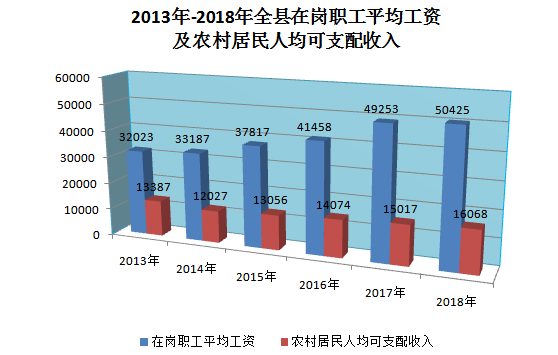 2013年-2018年全县在岗职工平均工资
及农村居民人均可支配收入
60000
50000
40000
30000
20000
10000
0
32023
33187
37817
41458
49253
50425
13387
12027
13056
14074
15017
16068
2013年
2014年
2015年
2016年
2017年
2018年
在岗职工平均工资
农村居民人均可支配收入